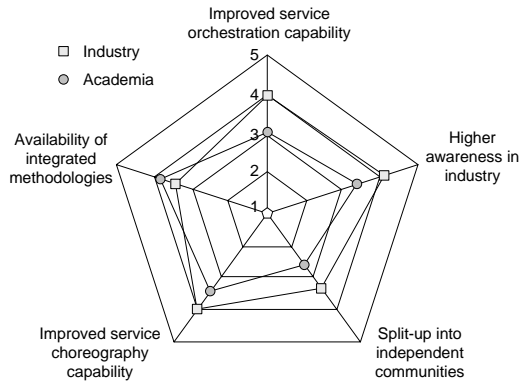 Improved service
orchestration capability
Industry
Academia
5
4
3
2
1
Availability of
integrated
methodologies
Higher
awareness in
industry
Improved service
choreography
capability
Split-up into
independent
communities